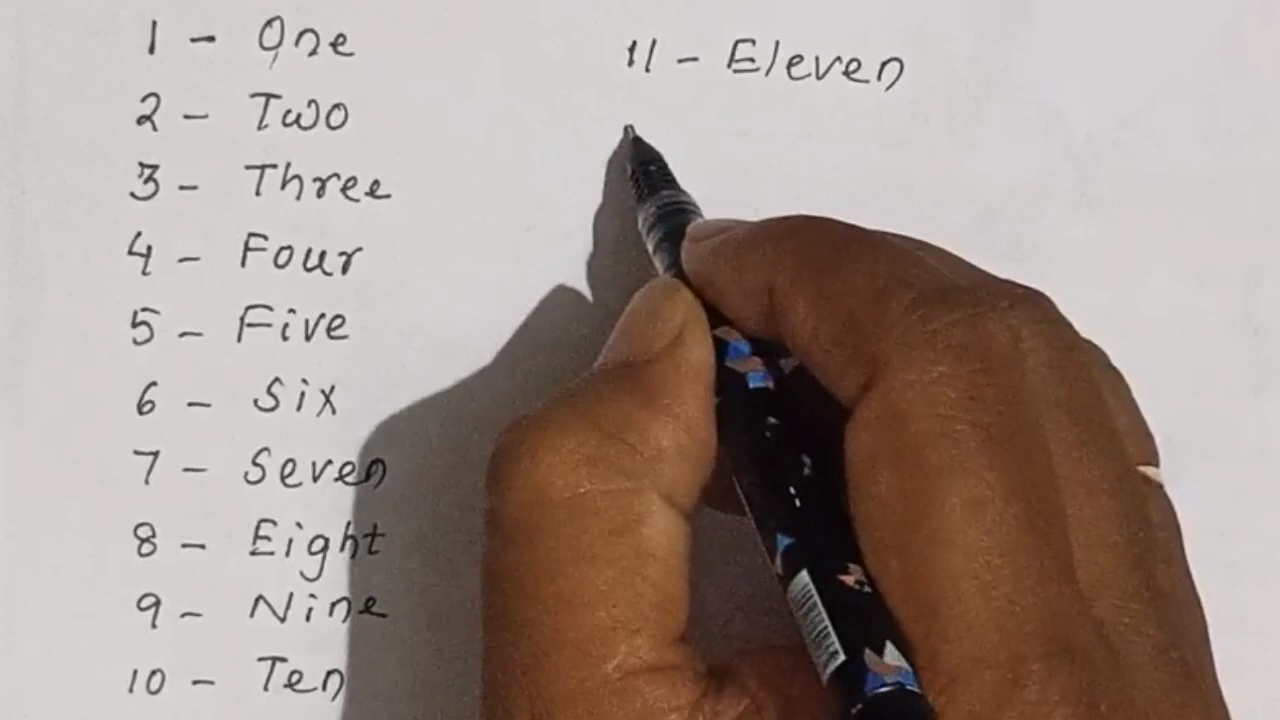 1 - One
2 - Two
3 - Three
4 - Four
5 - Five
6 - Six
7 - Seven
8 - Eight
9 - Nine
10 - Ten
11 - Eleven